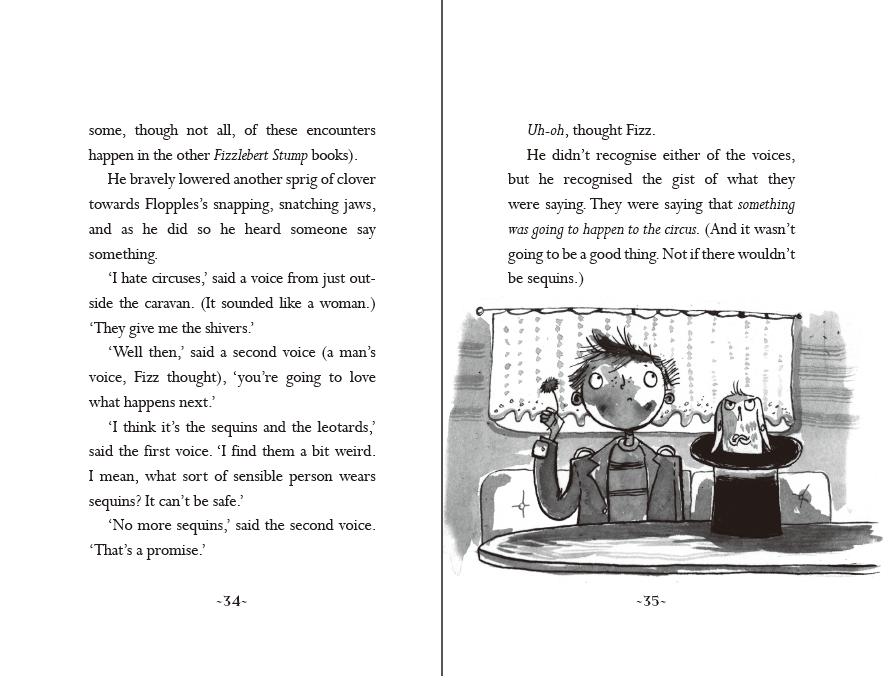 some, though not all, of these encounters
happen in the other Fizzlebert Stump books).
He bravely lowered another sprig of clover
towards Flopples’s snapping, snatching jaws,
and as he did so he heard someone say
something.
‘I hate circuses,’ said a voice from just out-
side the caravan. (It sounded like a woman.)
‘They give me the shivers.’
‘Well then,’ said a second voice (a man’s
voice, Fizz thought), ‘you’re going to love
what happens next.’
‘I think it’s the sequins and the leotards,’
said the first voice. ‘I find them a bit weird.
I mean, what sort of sensible person wears
sequins? It can’t be safe.’
‘No more sequins,’ said the second voice.
‘That’s a promise.’
~34~
Uh-oh, thought Fizz.
He didn’t recognise either of the voices,
but he recognised the gist of what they
were saying. They were saying that something
was going to happen to the circus. (And it wasn’t
going to be a good thing. Not if there wouldn’t
be sequins.)
~35~